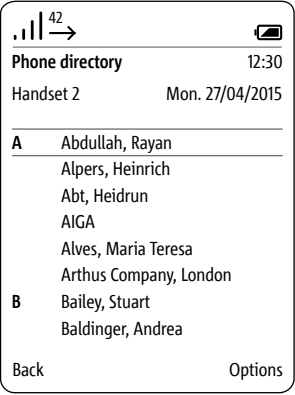 42
Phone directory 12:30
Handset 2 Mon. 27/04/2015
A Abdullah, Rayan
Alpers, Heinrich
Abt, Heidrun
AIGA
Alves, Maria Teresa
Arthus Company, London
B Bailey, Stuart
Baldinger, Andrea
Back Options